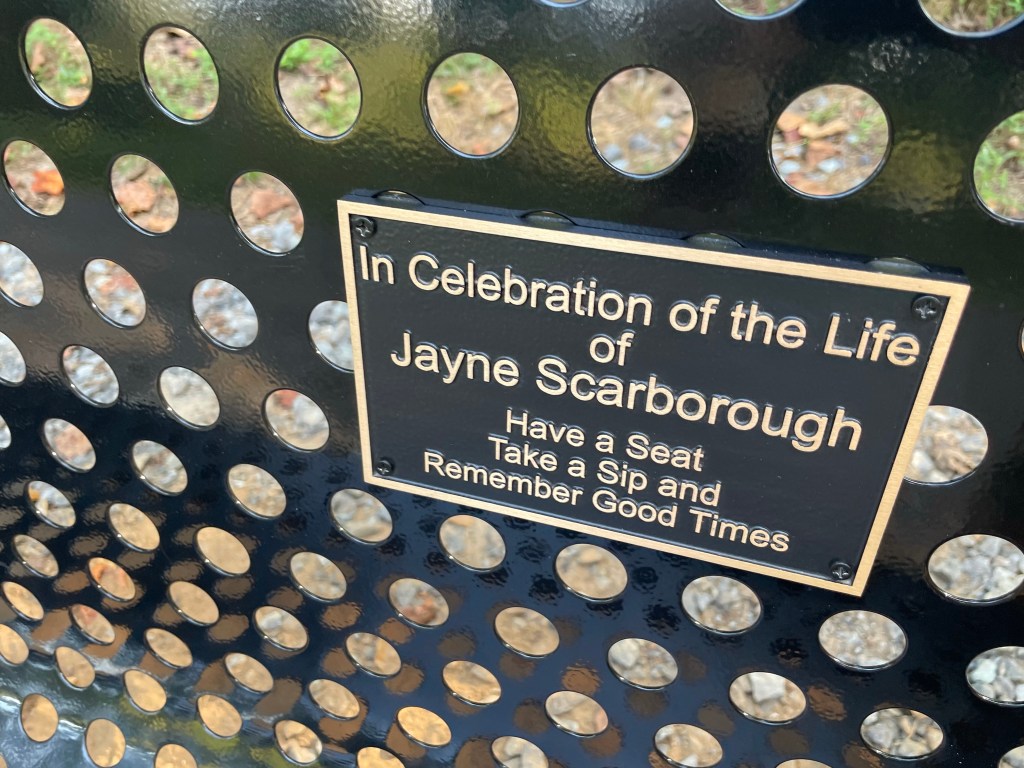 In Celebration of the Life
of
Jayne Scarborough
Have a Seat
Take a Sip and
Remember Good Times